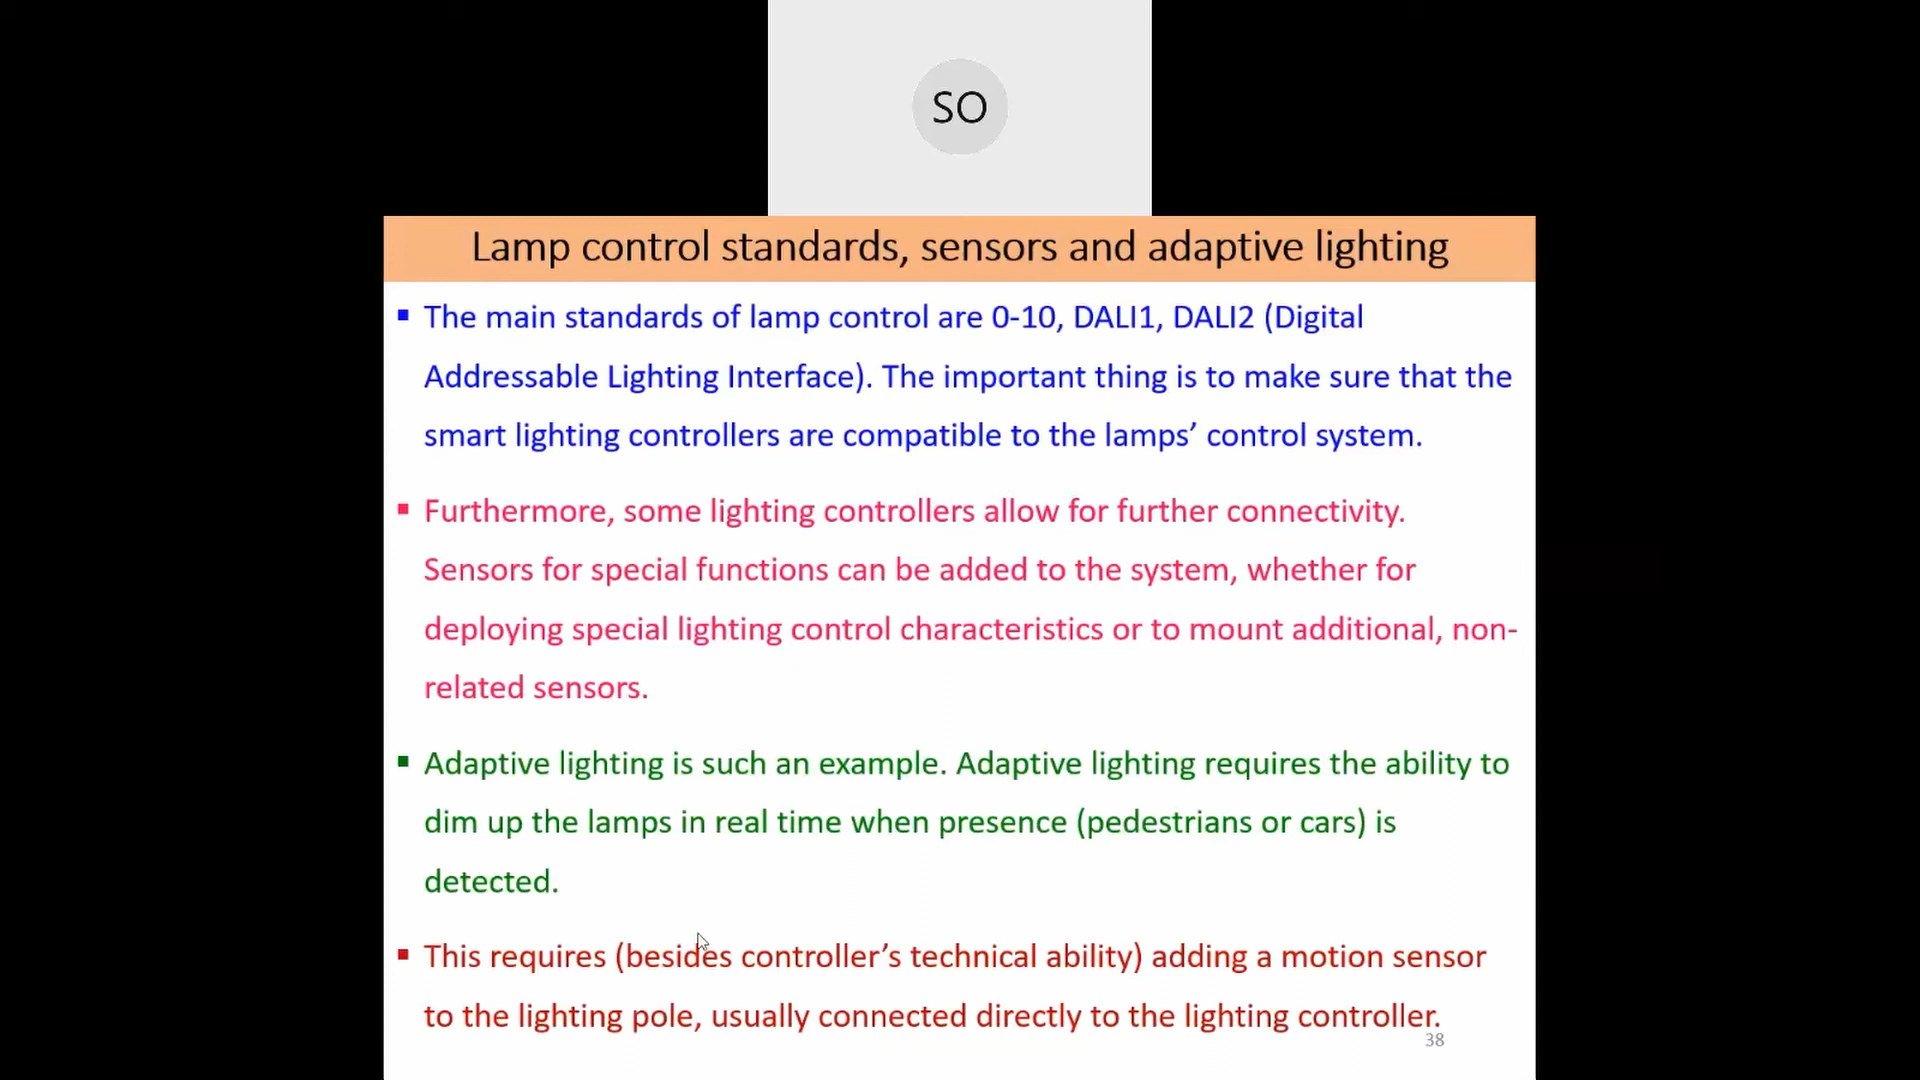 SO
Lamp control standards, sensors and adaptive lighting
▪ The main standards of lamp control are 0-10, DALI1, DALI2 (Digital
Addressable Lighting Interface). The important thing is to make sure that the
smart lighting controllers are compatible to the lamps’ control system.
▪ Furthermore, some lighting controllers allow for further connectivity.
Sensors for special functions can be added to the system, whether for
deploying special lighting control characteristics or to mount additional, non-
related sensors.
▪ Adaptive lighting is such an example. Adaptive lighting requires the ability to
dim up the lamps in real time when presence (pedestrians or cars) is
detected.
▪ This requires (besides controller’s technical ability) adding a motion sensor
to the lighting pole, usually connected directly to the lighting controller.
38